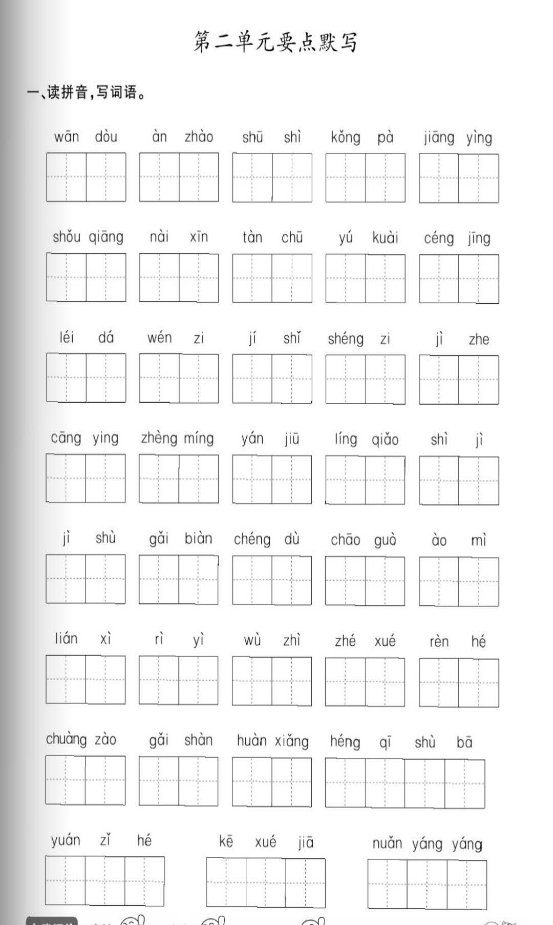 第二单元要点默写
一、读拼音,写词语。
wān dòu àn zhào shū shì kǒng pà jiāng yìng
shǒu qiāng nài xīn tàn chū yú kuài céng jīng
léi dá wén zi jí shǐ shéng zi jì zhe
cāng ying zhèng míng yán jiū líng qiǎo shì jì
jì shù gǎi biàn chéng dù chāo guò ào mì
lián xì rì yì wù zhì zhé xué rèn hé
chuàng zào gǎi shàn huàn xiǎng héng qī shù bā
yuán zǐ hé kē xué jiā nuǎn yáng yáng